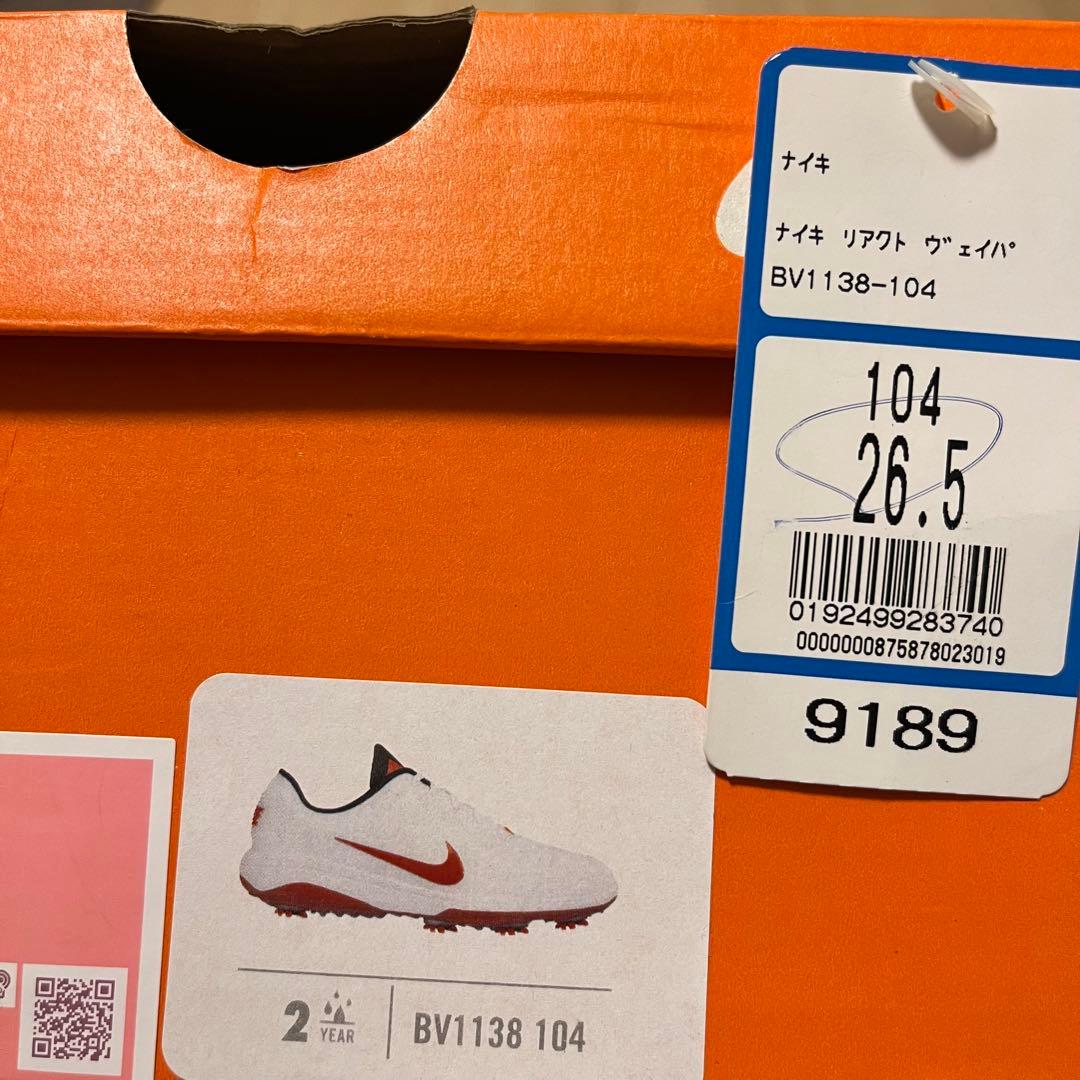 ナイキ
ナイキ リアクト ヴェイパ
BV1138-104
104
26.5
0192499283740
0000000875878023019
9189
2 YEAR
BV1138 104